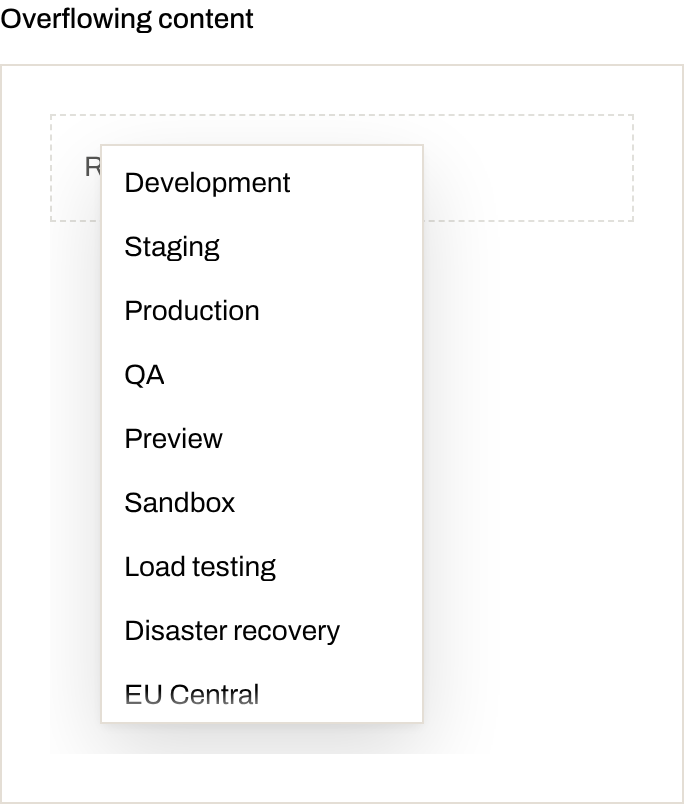 Overflowing content
R
Development
Staging
Production
QA
Preview
Sandbox
Load testing
Disaster recovery
EU Central